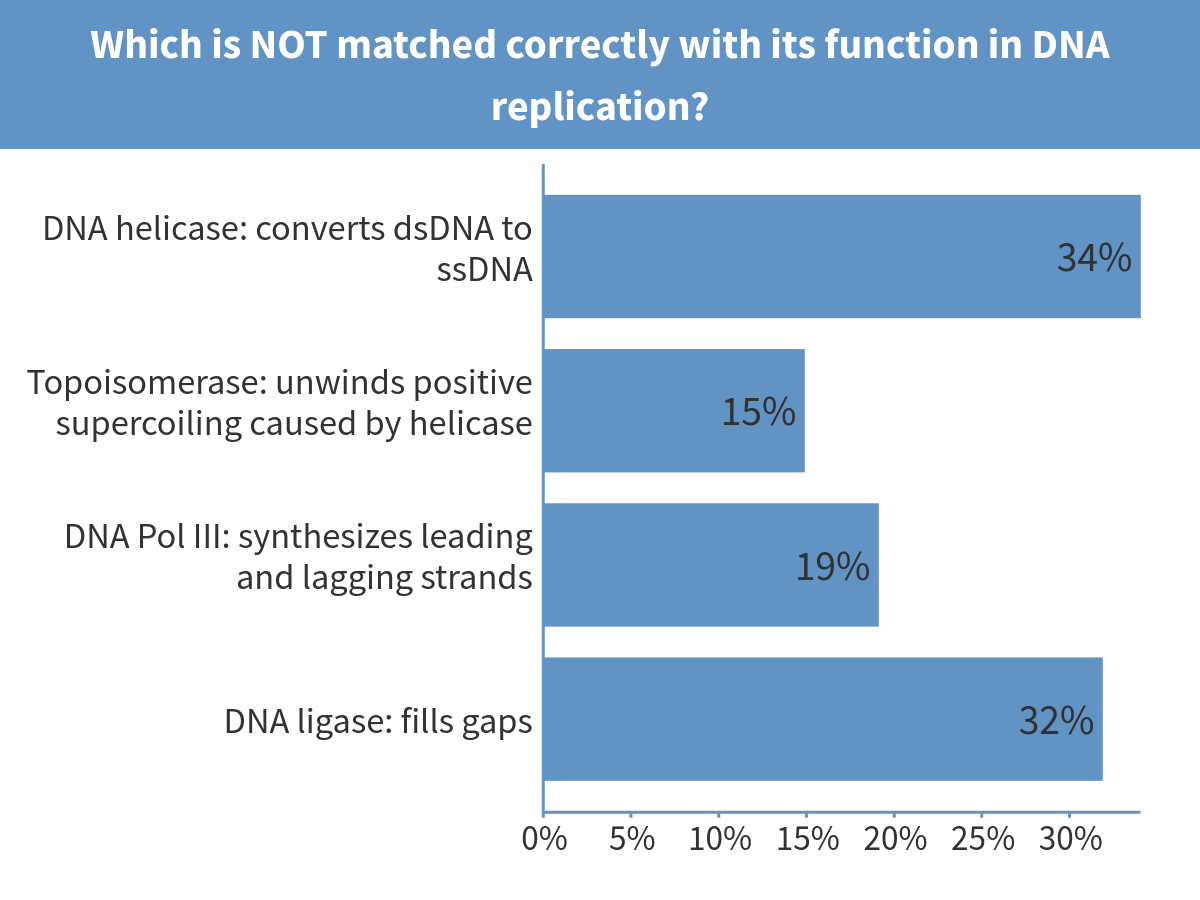 Which is NOT matched correctly with its function in DNA
replication?
DNA helicase: converts dsDNA to
ssDNA
34%
Topoisomerase: unwinds positive
supercoiling caused by helicase
15%
DNA Pol III: synthesizes leading
and lagging strands
19%
DNA ligase: fills gaps
32%
0% 5% 10% 15% 20% 25% 30%